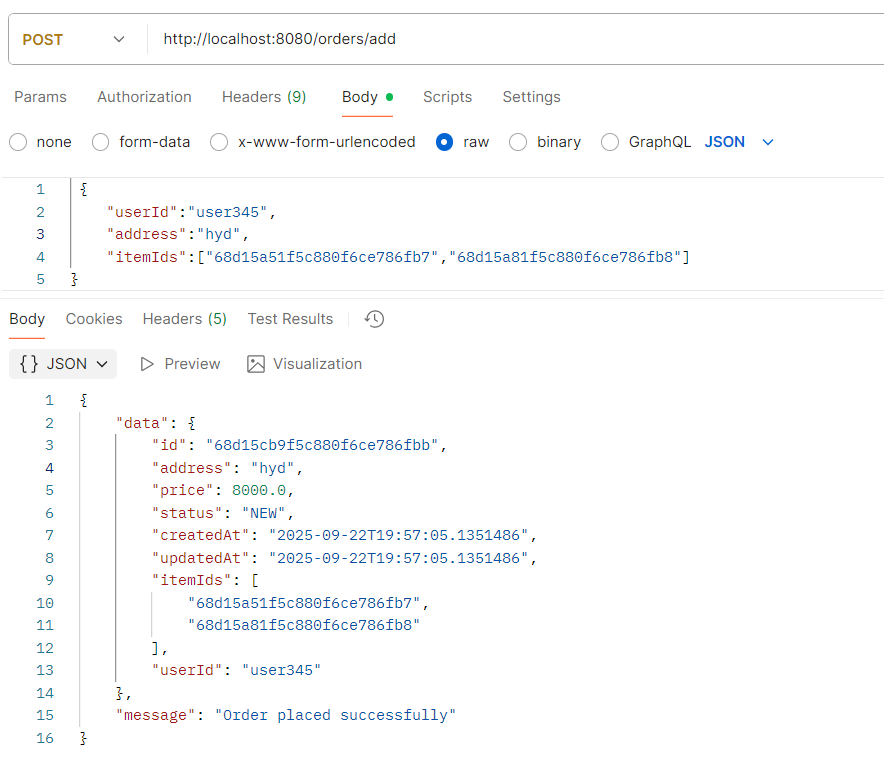 POST http://localhost:8080/orders/add
Params Authorization Headers (9) Body Scripts Settings
none form-data x-www-form-urlencoded raw binary GraphQL JSON
1 {
2 "userId":"user345",
3 "address":"hyd",
4 "itemIds":["68d15a51f5c880f6ce786fb7","68d15a81f5c880f6ce786fb8"]
5 }
Body Cookies Headers (5) Test Results
{} JSON Preview Visualization
1 {
2 "data": {
3 "id": "68d15cb9f5c880f6ce786fbb",
4 "address": "hyd",
5 "price": 8000.0,
6 "status": "NEW",
7 "createdAt": "2025-09-22T19:57:05.1351486",
8 "updatedAt": "2025-09-22T19:57:05.1351486",
9 "itemIds": [
10 "68d15a51f5c880f6ce786fb7",
11 "68d15a81f5c880f6ce786fb8"
12 ],
13 "userId": "user345"
14 },
15 "message": "Order placed successfully"
16 }